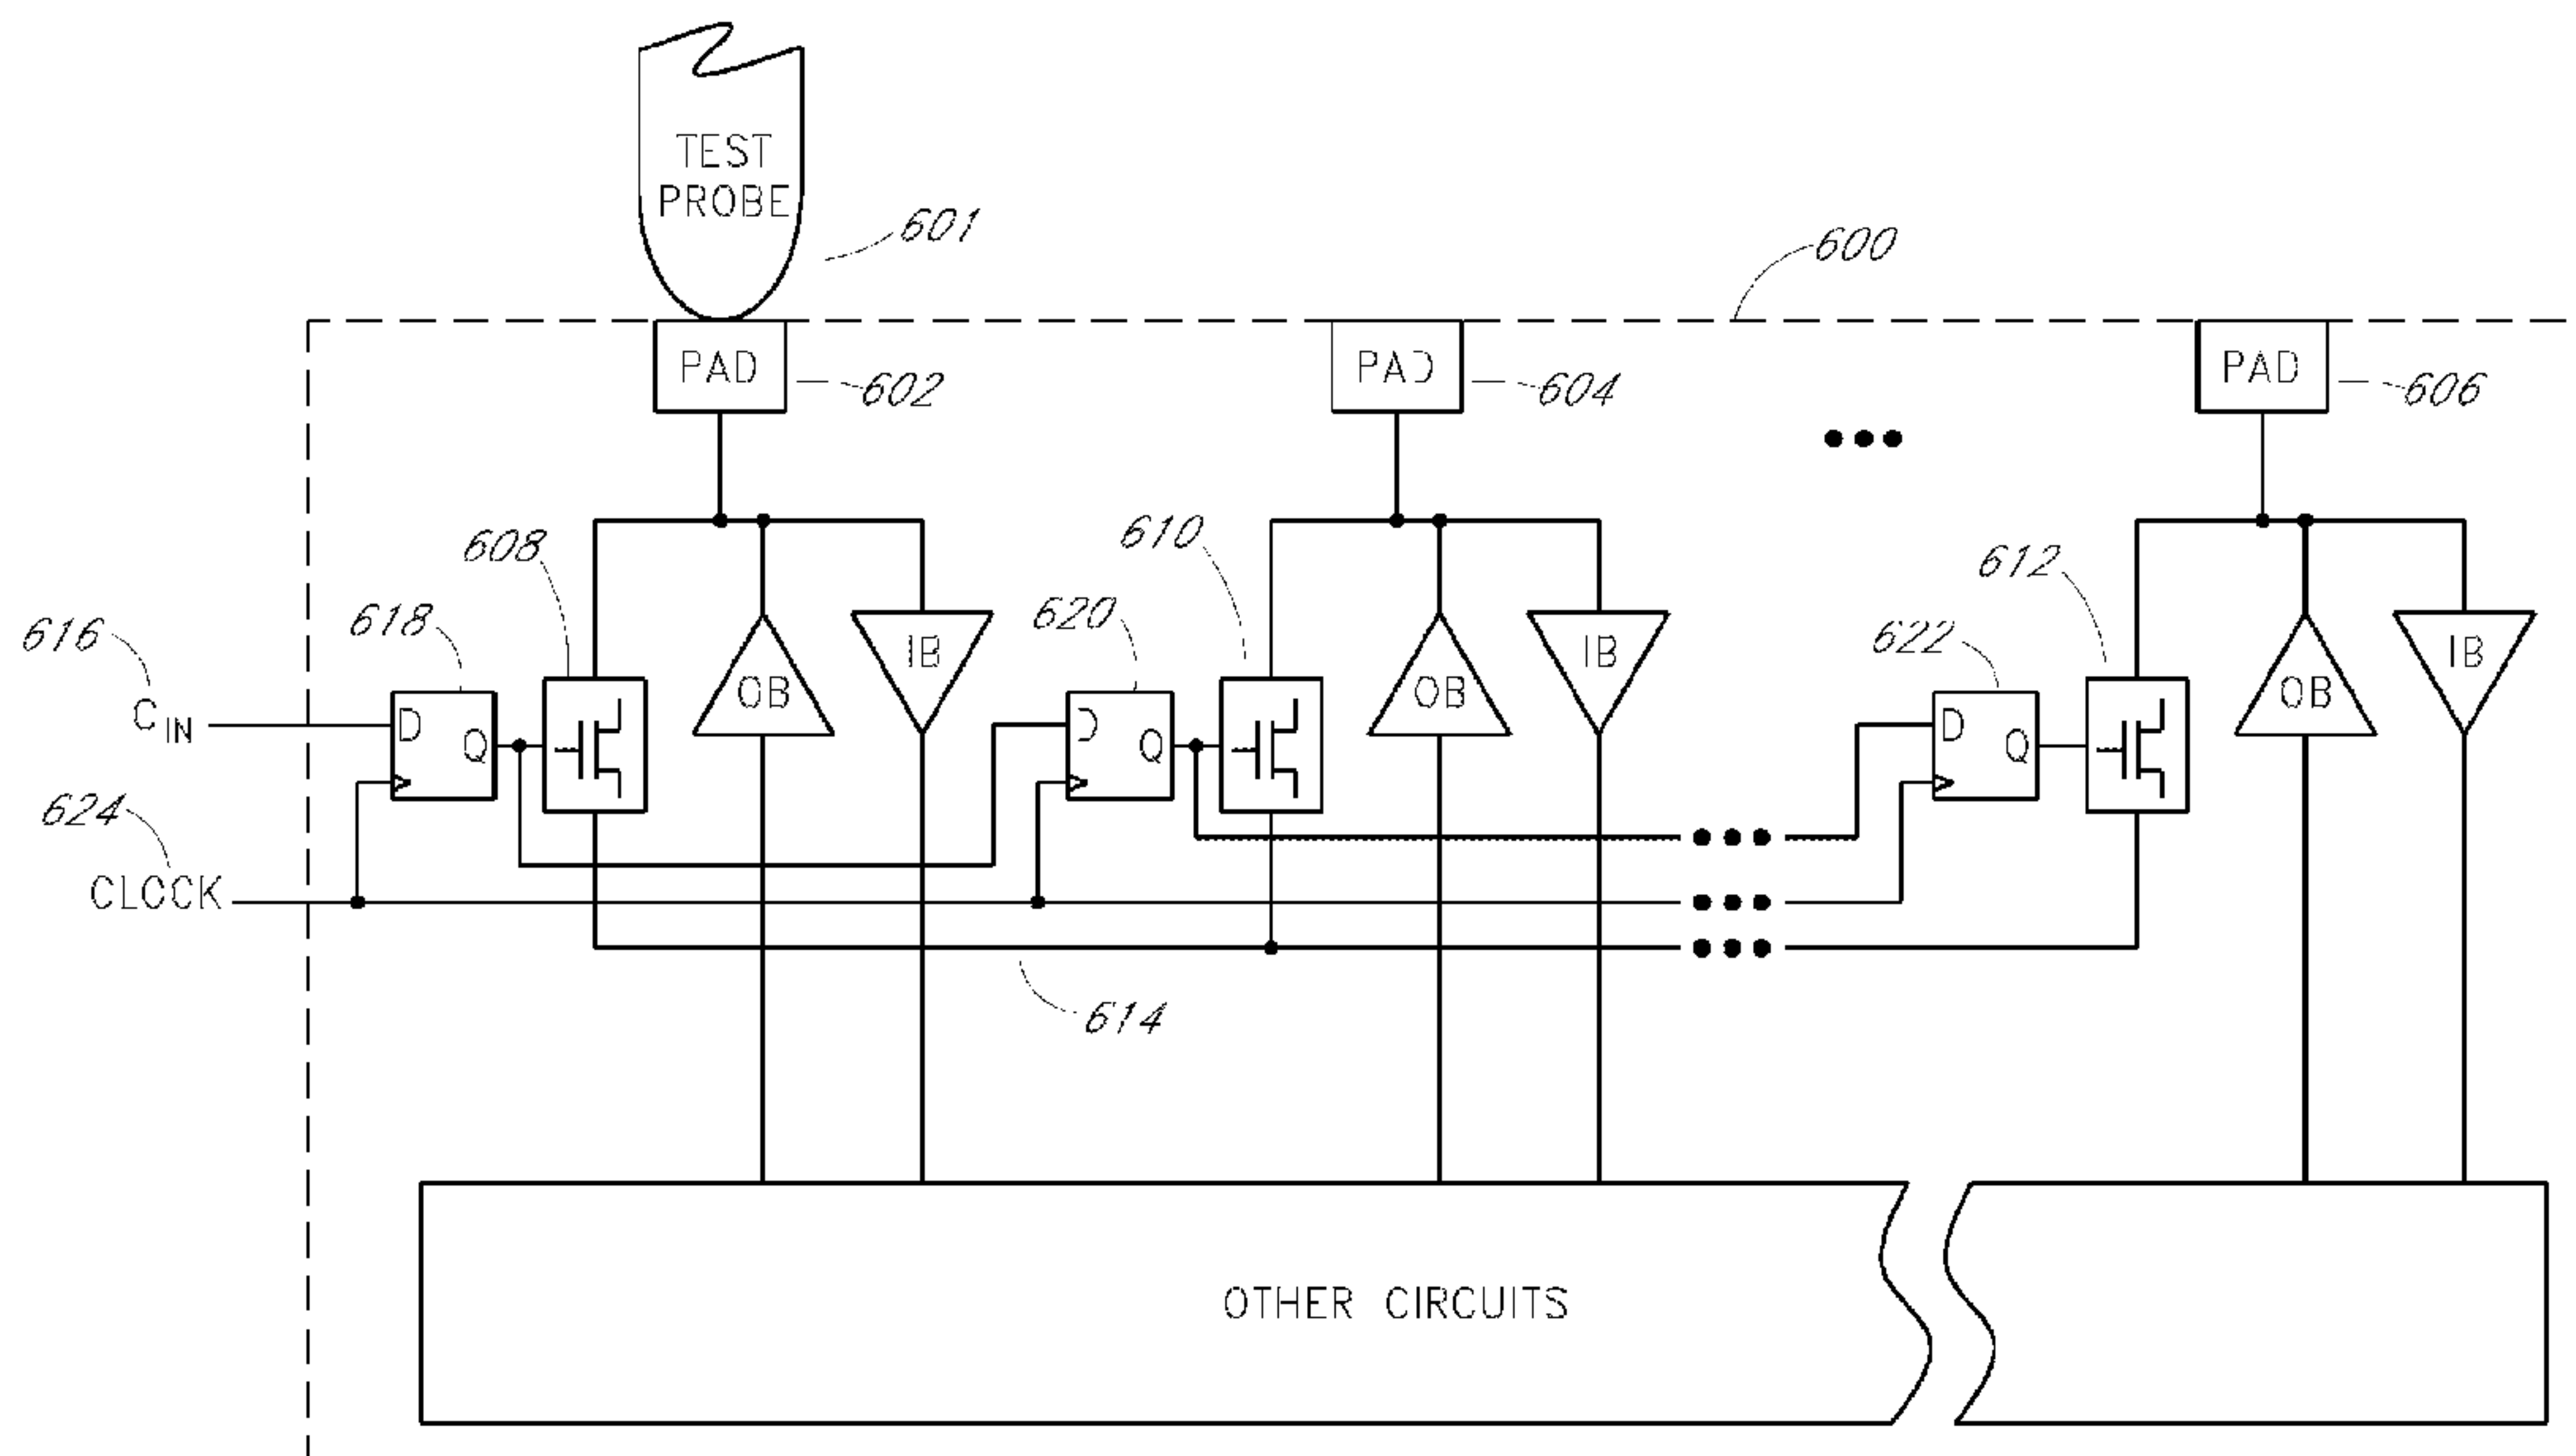 TEST
PROBE
601
600
PAD
602
PAD
604
PAD
606
608
610
612
616
618
620
622
C IN
D
Q
OB
IB
D
Q
OB
IB
D
Q
OB
IB
624
CLOCK
614
OTHER CIRCUITS